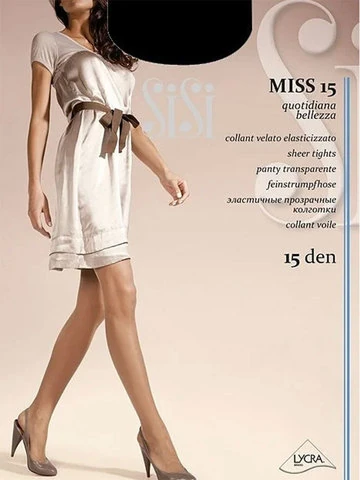 SiSi
Si
MISS 15
quotidiana
bellezza
collant velato elasticizzato
sheer tights
panty transparente
feinstrumpfhose
эластичные прозрачные
колготки
collant voile
15 den
LYCRA